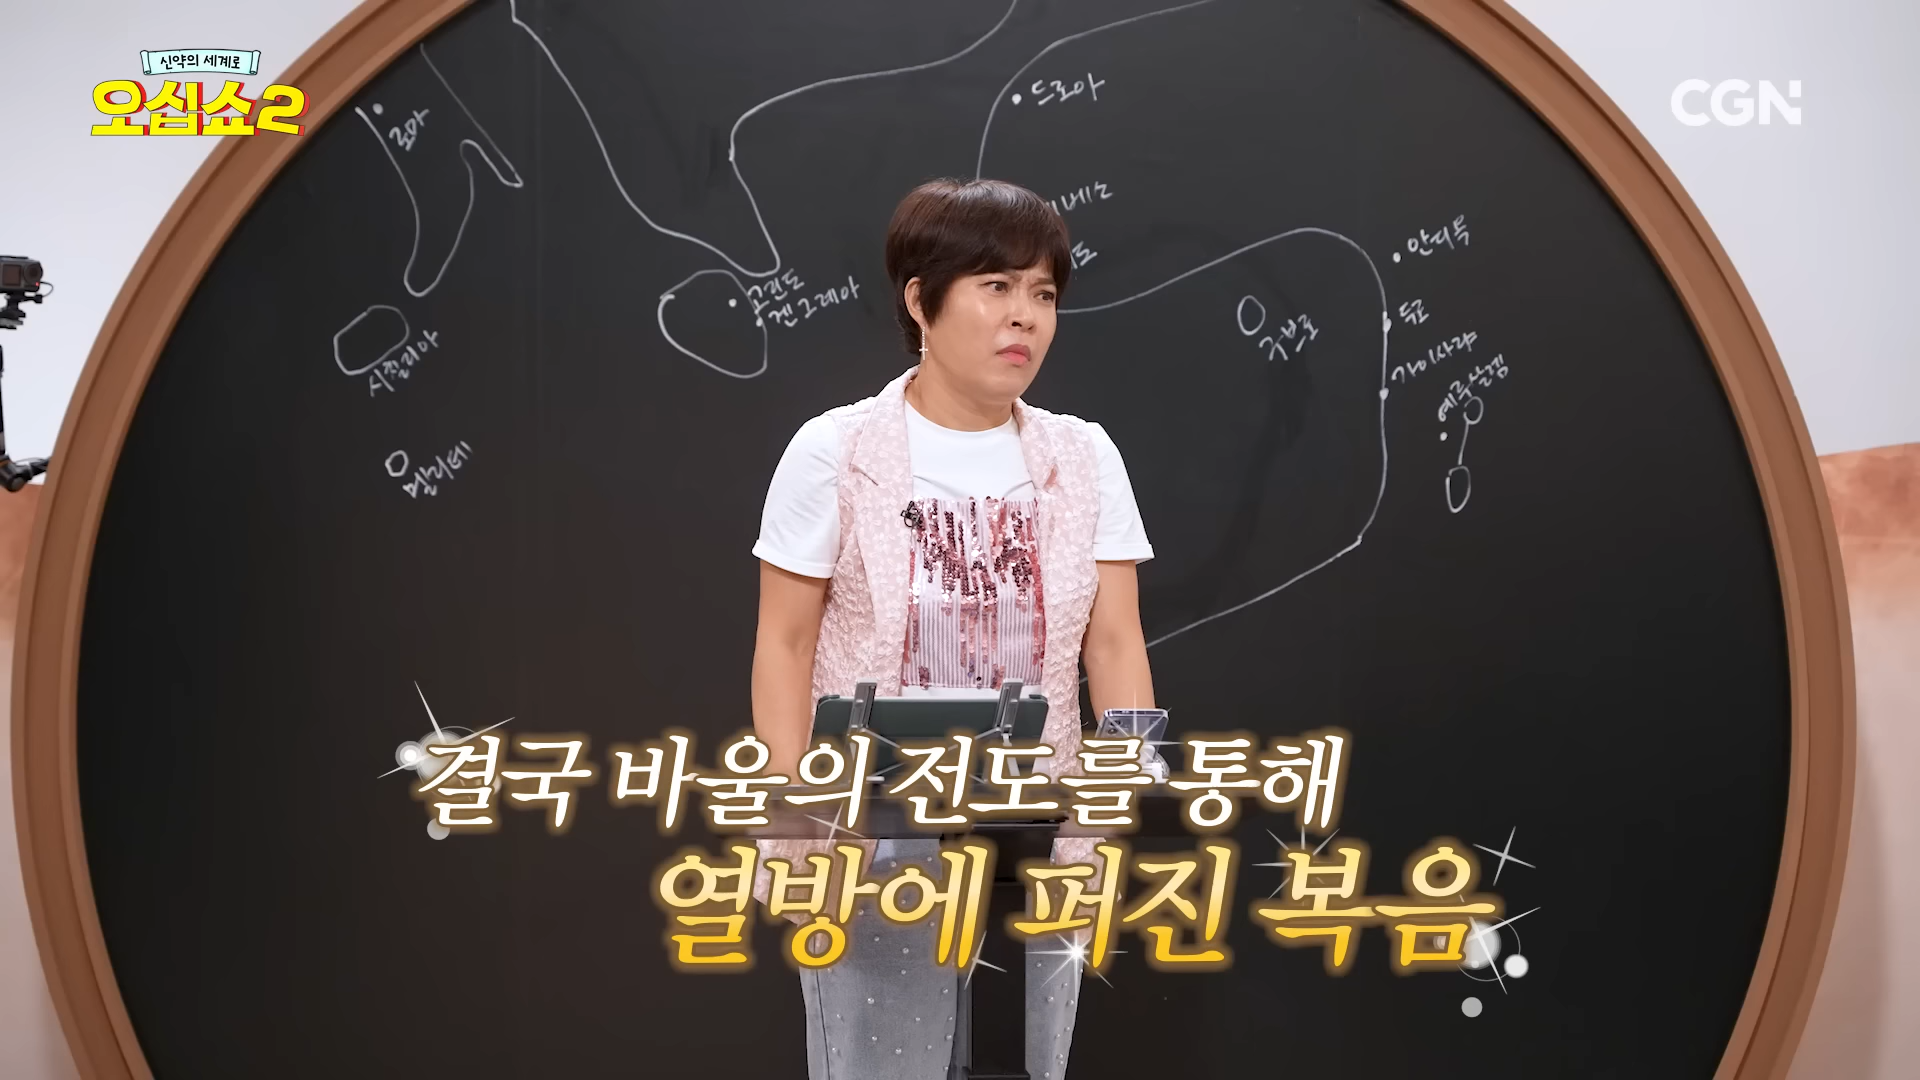 신약의 세계로
오십쇼2
CGN
로마
드로아
베소
안디옥
고린도
겐그레아
구브로
두로
가이사랴
예루살렘
시칠리아
멜리데
결국 바울의 전도를 통해
열방에 퍼진 복음